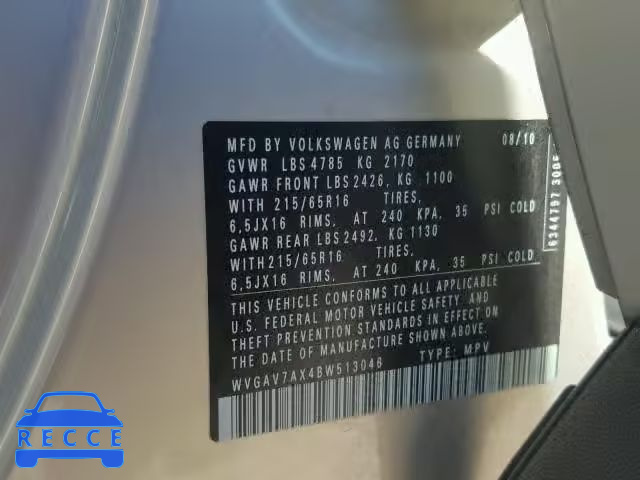 MFD BY VOLKSWAGEN AG GERMANY 08/10
GVWR LBS 4785 KG 2170
GAWR FRONT LBS 2426, KG 1100
WITH 215/65R16 TIRES,
6,5JX16 RIMS, AT 240 KPA, 35 PSI COLD
GAWR REAR LBS 2492, KG 1130
WITH 215/65R16 TIRES,
6,5JX16 RIMS, AT 240 KPA, 35 PSI COLD.
THIS VEHICLE CONFORMS TO ALL APPLICABLE
U.S. FEDERAL MOTOR VEHICLE SAFETY AND
THEFT PREVENTION STANDARDS IN EFFECT ON
THE DATE OF MANUFACTURE SHOWN ABOVE.
WVGAV7AX4BW513046 TYPE: MPV
6344797
RECCE